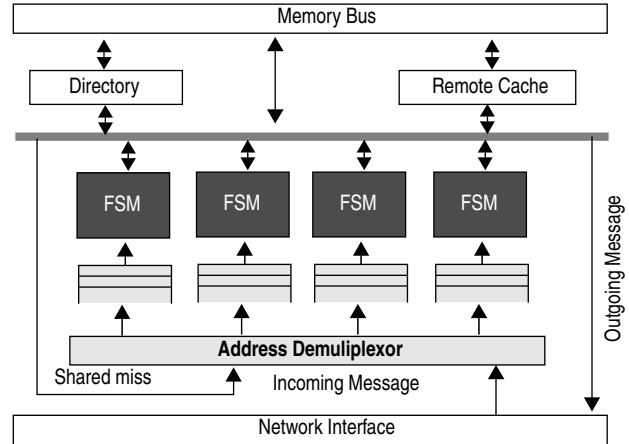 Memory Bus
Directory
Remote Cache
FSM
FSM
FSM
FSM
Outgoing Message
Address Demuliplexor
Shared miss
Incoming Message
Network Interface